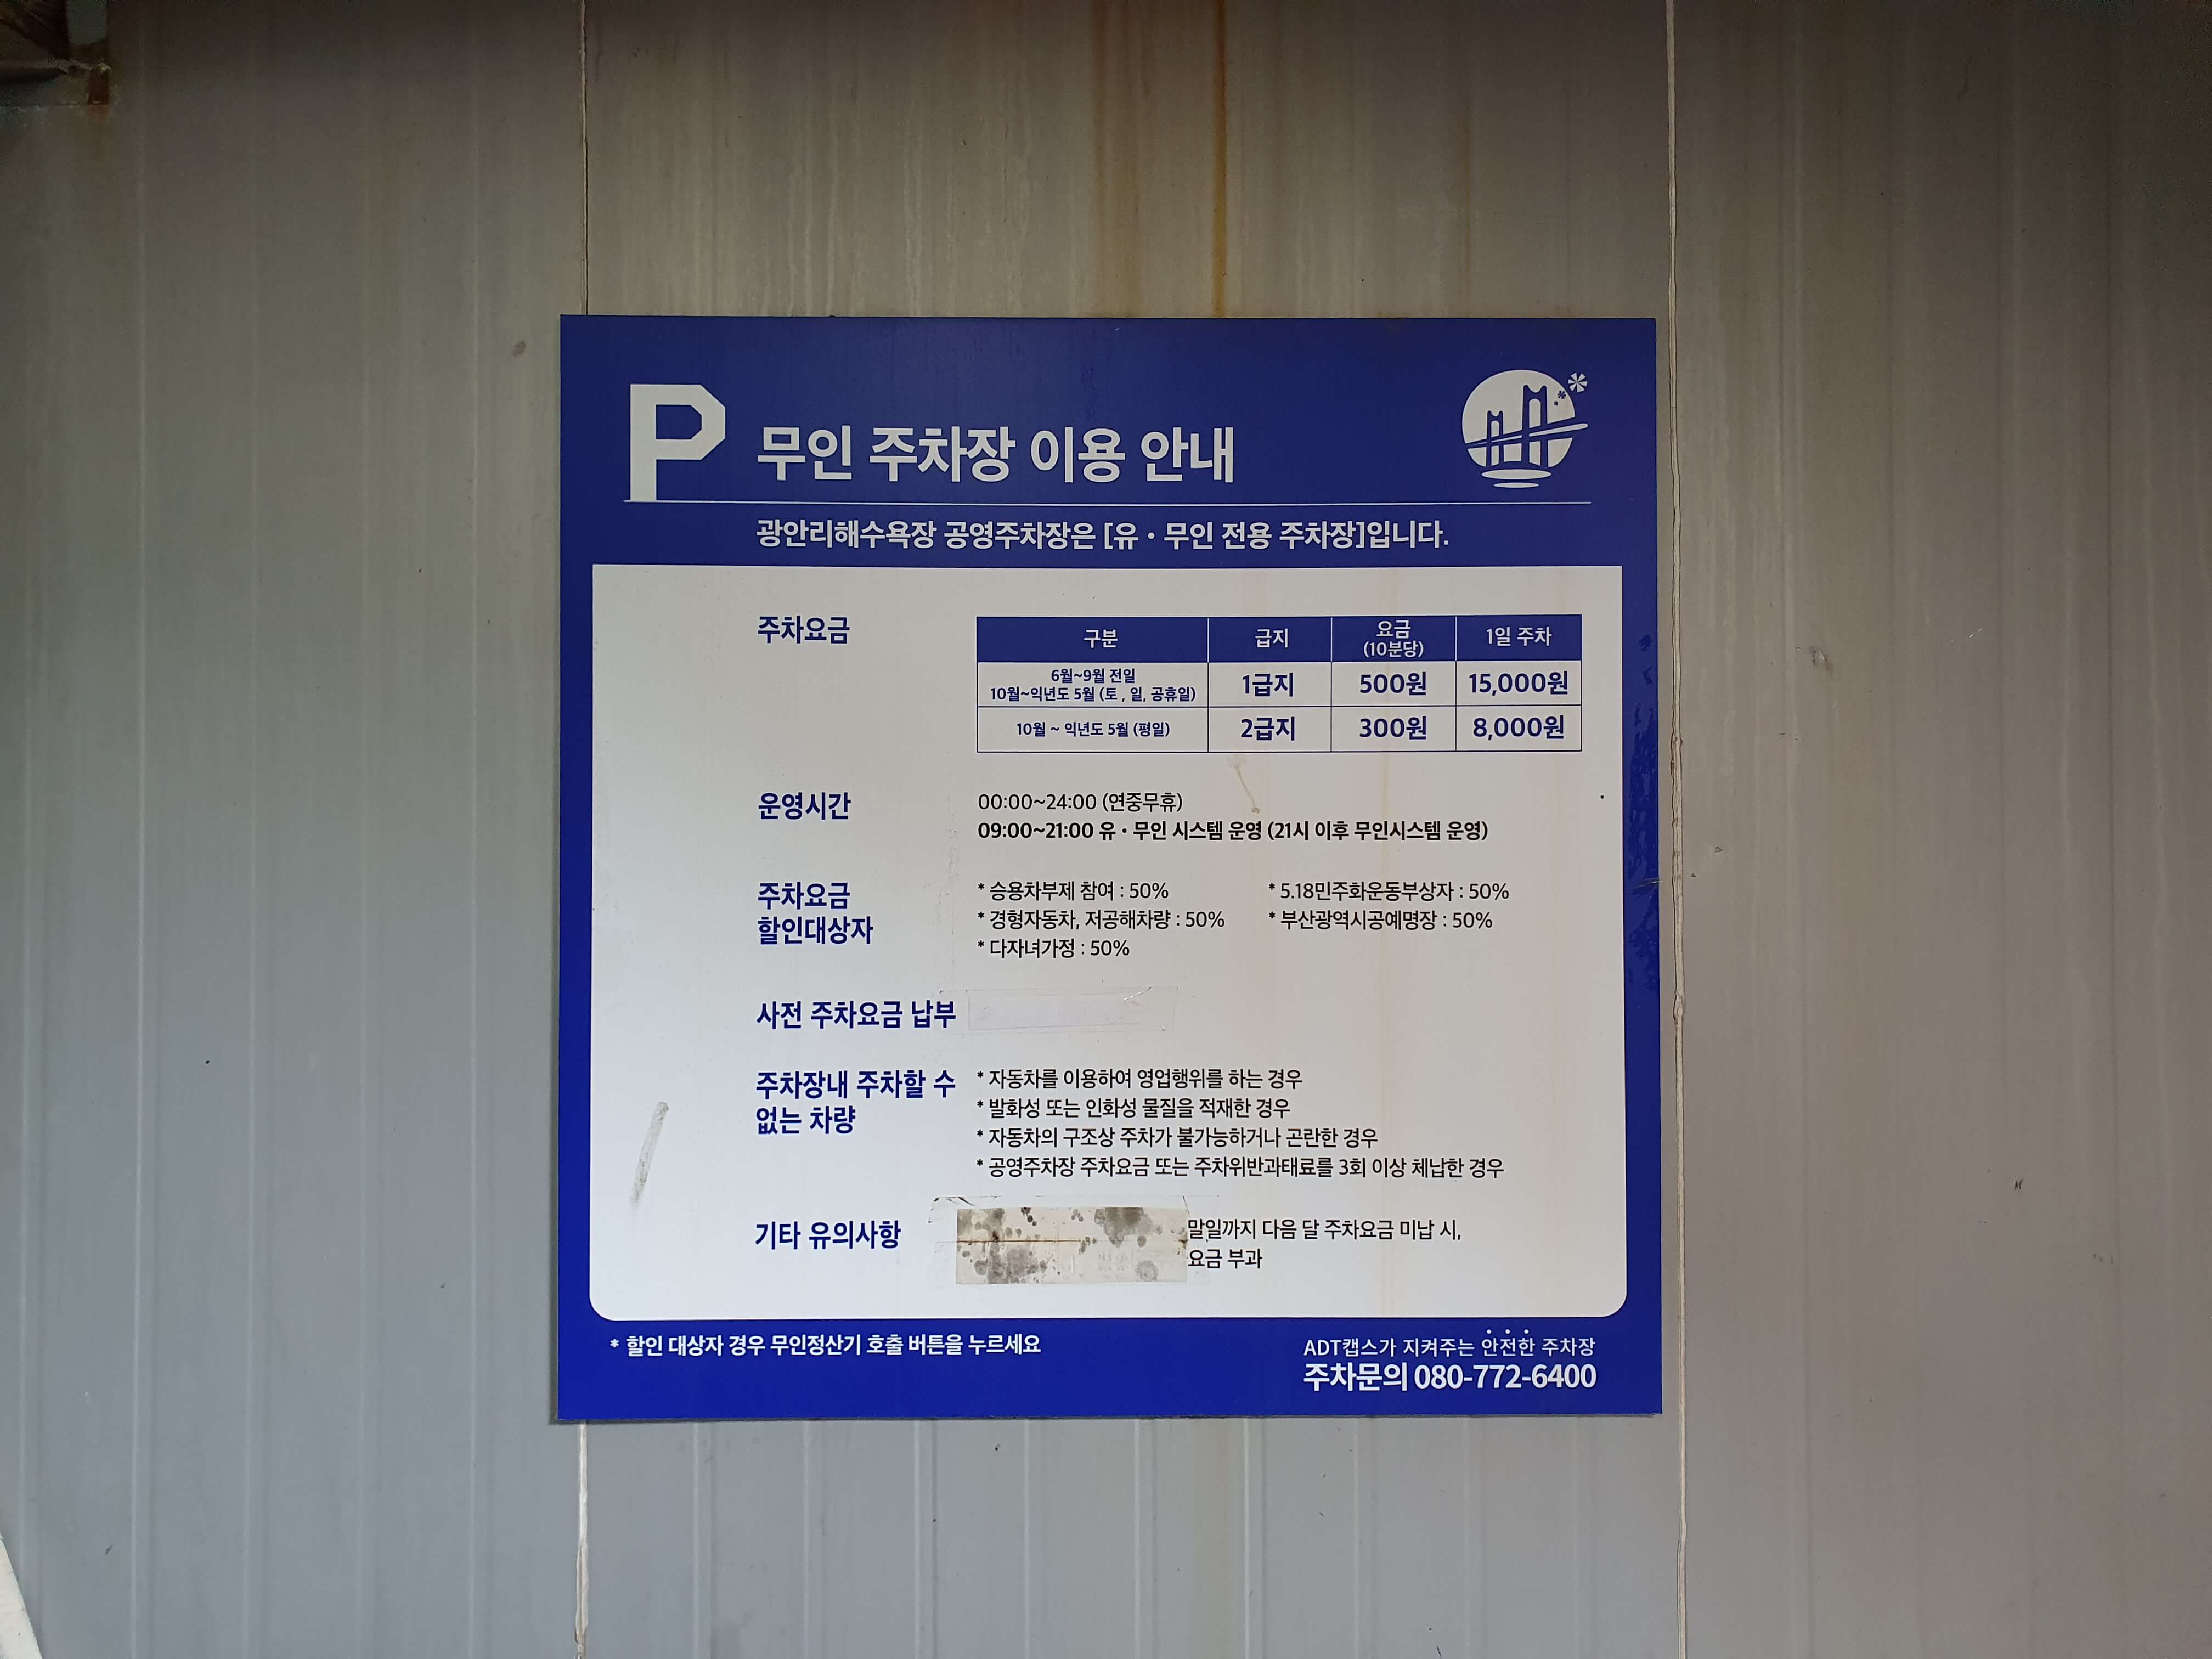 P 무인 주차장 이용 안내
광안리해수욕장 공영주차장은 [유·무인 전용 주차장]입니다.
주차요금
구분 급지 요금 (10분당) 1일 주차
6월~9월 전일
10월~익년도 5월 (토, 일, 공휴일) 1급지 500원 15,000원
10월 ~ 익년도 5월 (평일) 2급지 300원 8,000원
운영시간
00:00~24:00 (연중무휴)
09:00~21:00 유·무인 시스템 운영 (21시 이후 무인시스템 운영)
주차요금
할인대상자
* 승용차부제 참여 : 50% * 5.18민주화운동부상자 : 50%
* 경형자동차, 저공해차량 : 50% * 부산광역시공예명장 : 50%
* 다자녀가정 : 50%
사전 주차요금 납부
주차장내 주차할 수
없는 차량
* 자동차를 이용하여 영업행위를 하는 경우
* 발화성 또는 인화성 물질을 적재한 경우
* 자동차의 구조상 주차가 불가능하거나 곤란한 경우
* 공영주차장 주차요금 또는 주차위반과태료를 3회 이상 체납한 경우
기타 유의사항
말일까지 다음 달 주차요금 미납 시,
요금 부과
* 할인 대상자 경우 무인정산기 호출 버튼을 누르세요
ADT캡스가 지켜주는 안전한 주차장
주차문의 080-772-6400